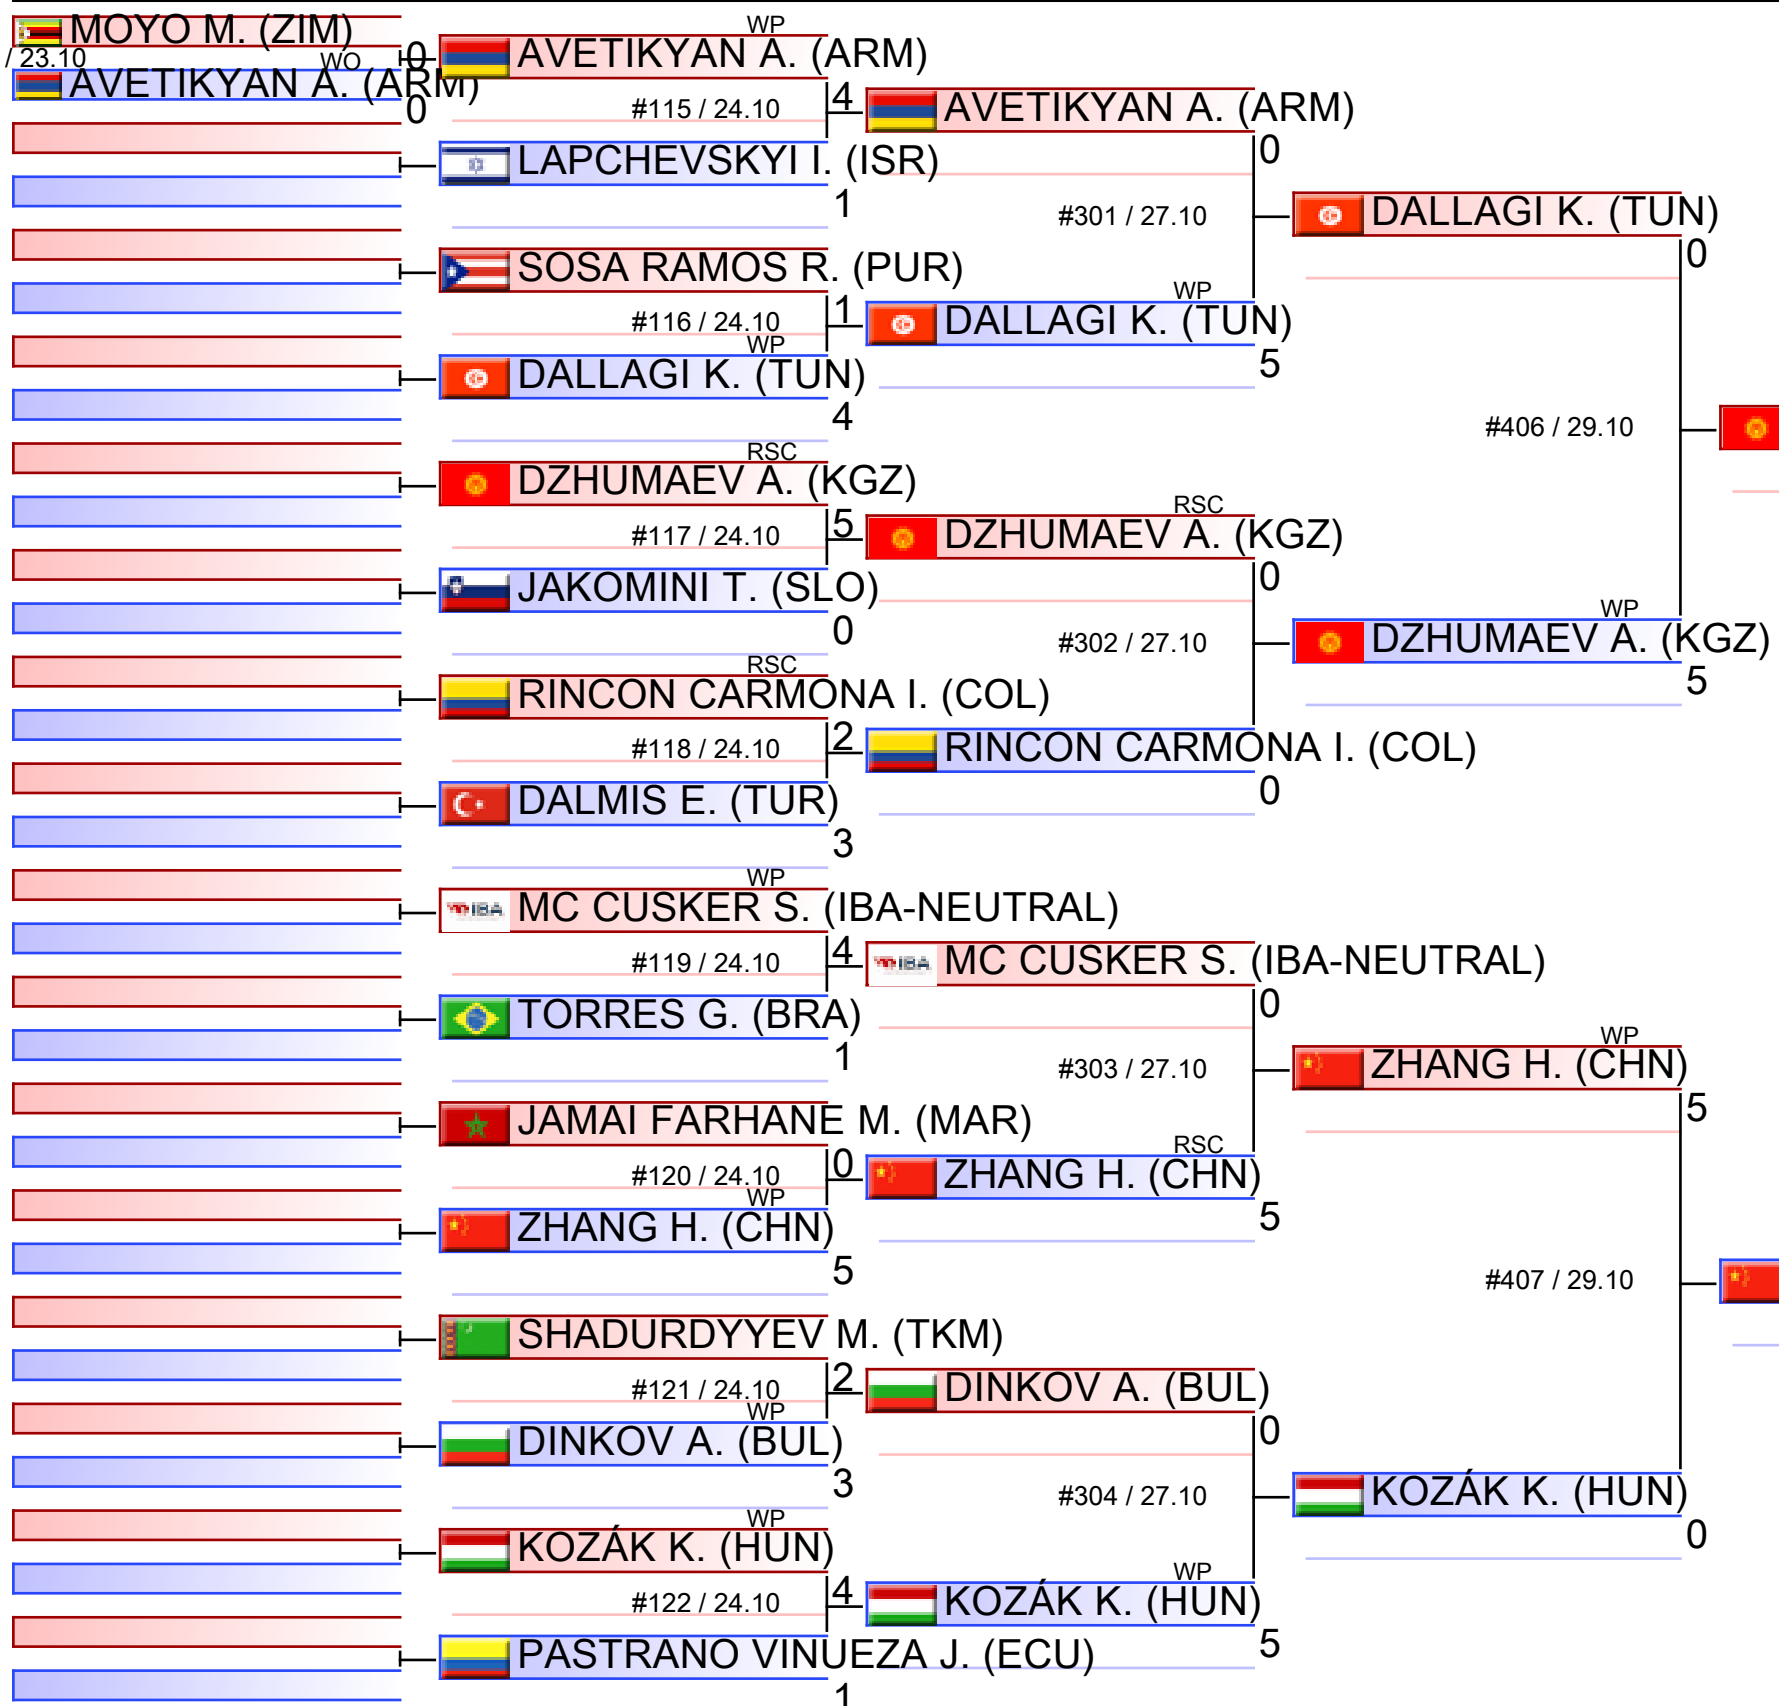 MOYO M. (ZIM)
/ 23.10
WO
0
AVETIKYAN A. (ARM)
0
WP
AVETIKYAN A. (ARM)
4
#115 / 24.10
LAPCHEVSKYI I. (ISR)
1
SOSA RAMOS R. (PUR)
1
#116 / 24.10
WP
DALLAGI K. (TUN)
4
RSC
DZHUMAEV A. (KGZ)
5
#117 / 24.10
JAKOMINI T. (SLO)
0
RSC
RINCON CARMONA I. (COL)
2
#118 / 24.10
DALMIS E. (TUR)
3
WP
MC CUSKER S. (IBA-NEUTRAL)
4
#119 / 24.10
TORRES G. (BRA)
1
JAMAI FARHANE M. (MAR)
0
#120 / 24.10
WP
ZHANG H. (CHN)
5
SHADURDYYEV M. (TKM)
2
#121 / 24.10
WP
DINKOV A. (BUL)
3
WP
KOZÁK K. (HUN)
4
#122 / 24.10
PASTRANO VINUEZA J. (ECU)
1
AVETIKYAN A. (ARM)
0
#301 / 27.10
WP
DALLAGI K. (TUN)
5
RSC
DZHUMAEV A. (KGZ)
0
#302 / 27.10
RINCON CARMONA I. (COL)
0
IBA
MC CUSKER S. (IBA-NEUTRAL)
0
#303 / 27.10
RSC
ZHANG H. (CHN)
5
DINKOV A. (BUL)
0
#304 / 27.10
WP
KOZÁK K. (HUN)
5
DALLAGI K. (TUN)
0
#406 / 29.10
WP
DZHUMAEV A. (KGZ)
5
WP
ZHANG H. (CHN)
5
#407 / 29.10
KOZÁK K. (HUN)
0